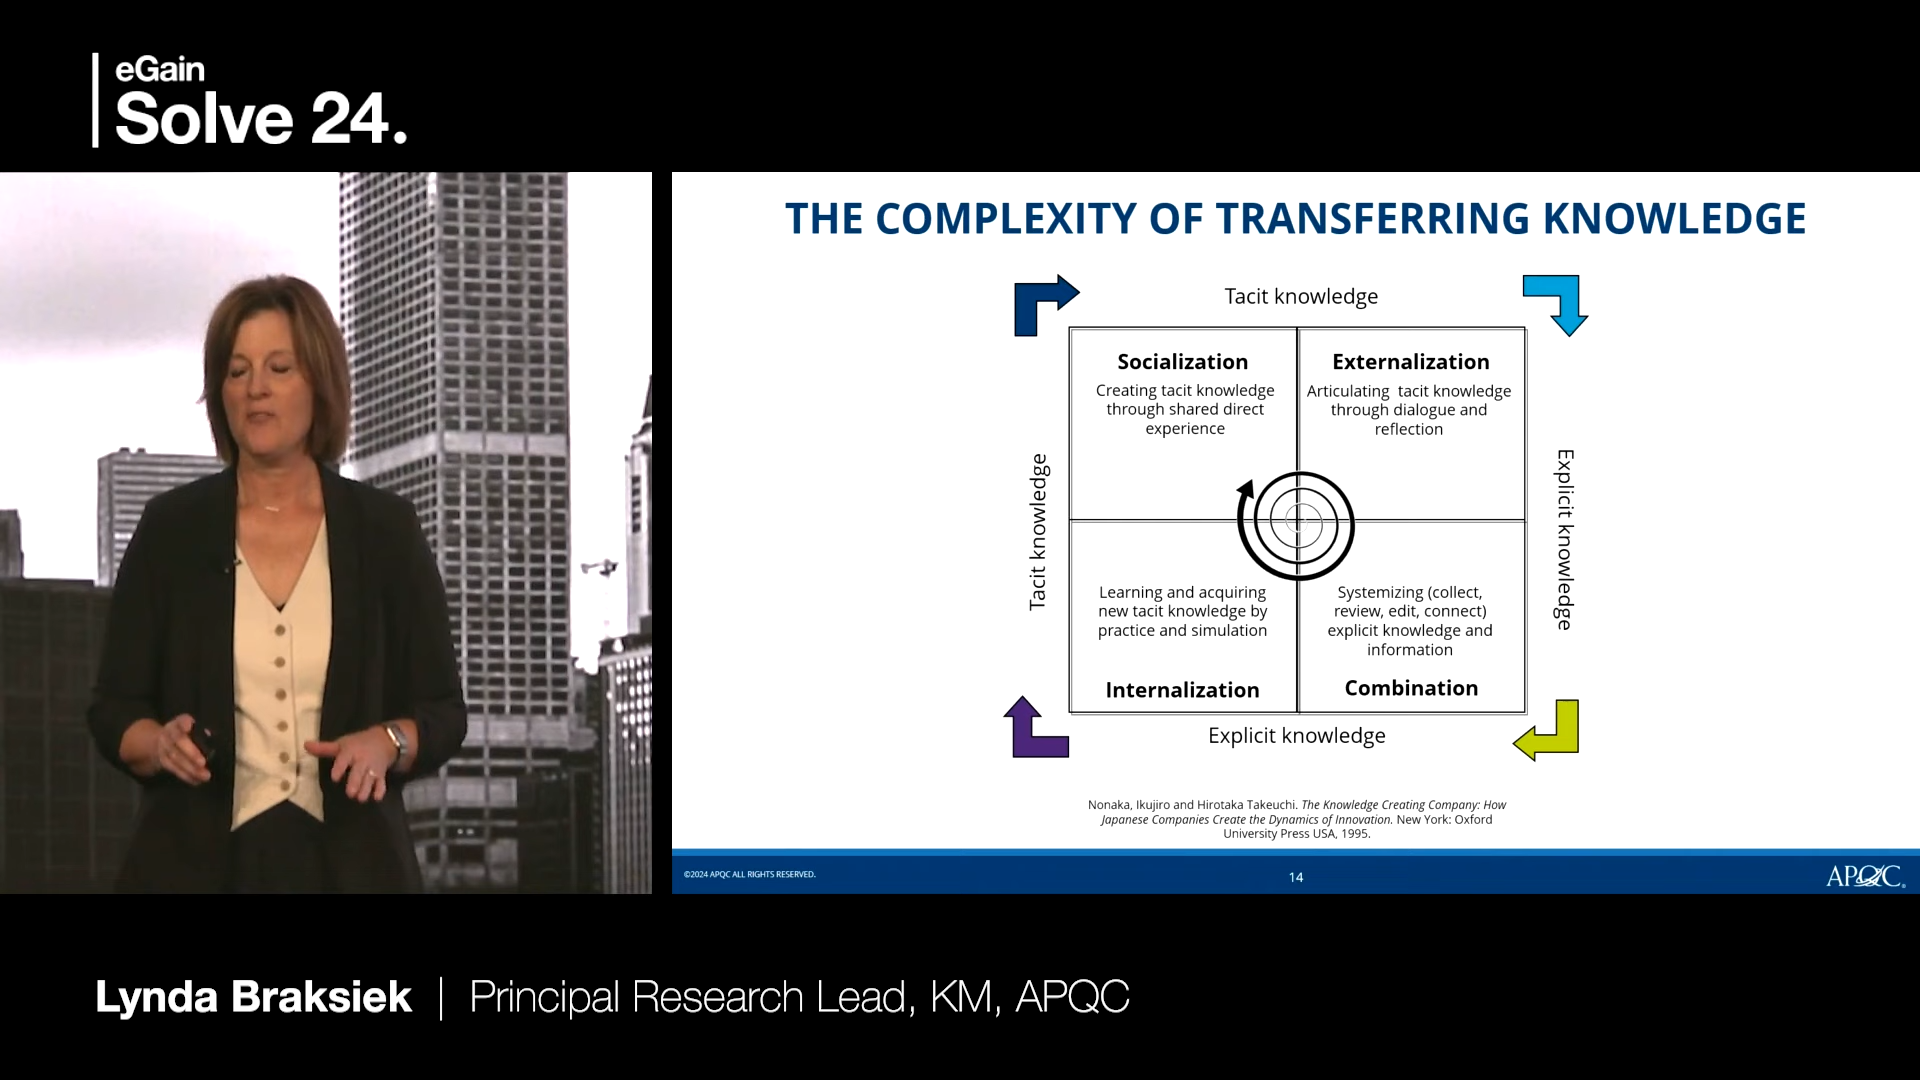 eGain
Solve 24.
THE COMPLEXITY OF TRANSFERRING KNOWLEDGE
Tacit knowledge
Tacit knowledge
Explicit knowledge
Socialization
Creating tacit knowledge
through shared direct
experience
Externalization
Articulating tacit knowledge
through dialogue and
reflection
Learning and acquiring
new tacit knowledge by
practice and simulation
Internalization
Systemizing (collect,
review, edit, connect)
explicit knowledge and
information
Combination
Explicit knowledge
Nonaka, Ikujiro and Hirotaka Takeuchi. The Knowledge Creating Company: How
Japanese Companies Create the Dynamics of Innovation. New York: Oxford
University Press USA, 1995.
©2024 APQC ALL RIGHTS RESERVED.
14
APQC®
Lynda Braksiek | Principal Research Lead, KM, APQC